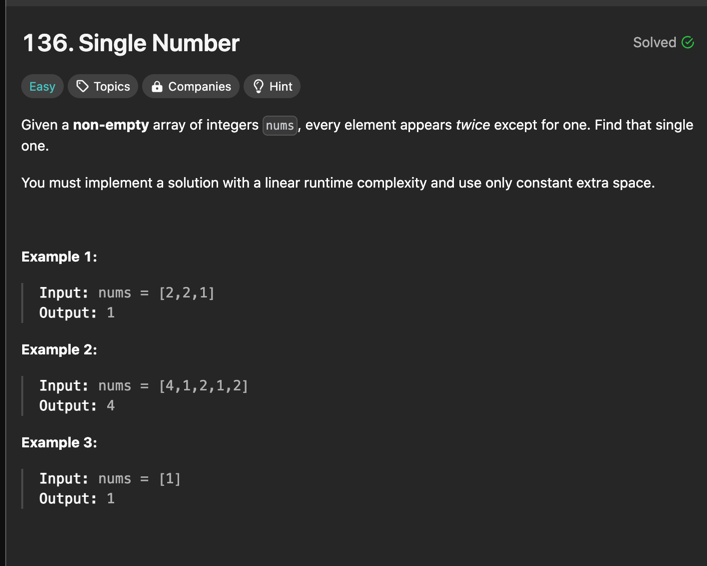 136. Single Number
Solved
Easy Topics Companies Hint
Given a non-empty array of integers nums, every element appears twice except for one. Find that single
one.
You must implement a solution with a linear runtime complexity and use only constant extra space.
Example 1:
Input: nums = [2,2,1]
Output: 1
Example 2:
Input: nums = [4,1,2,1,2]
Output: 4
Example 3:
Input: nums = [1]
Output: 1